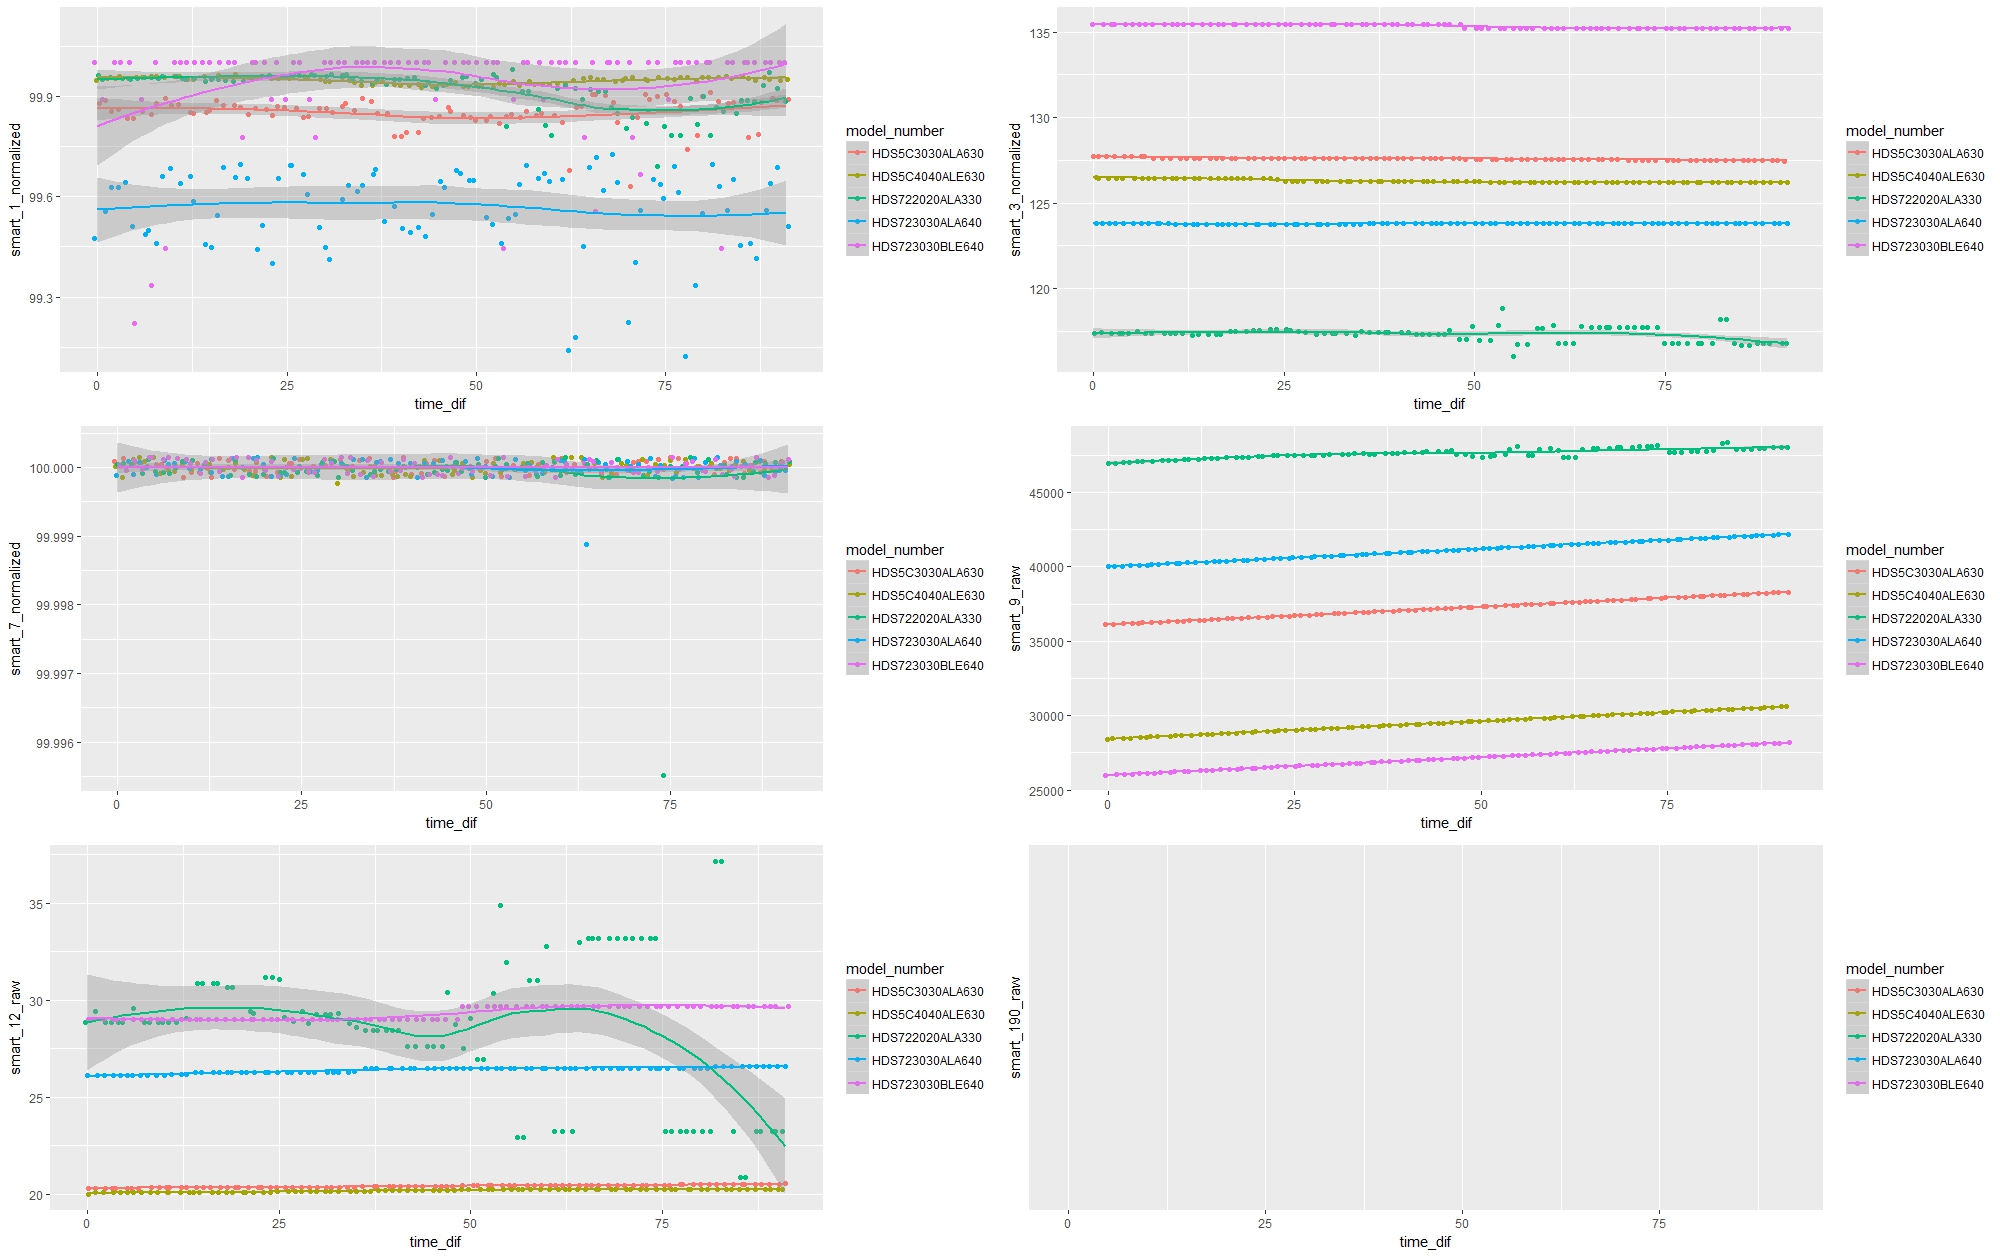 smart_1_normalized
99.9
99.6
99.3
0 25 50 75
time_dif
model_number
HDS5C3030ALA630
HDS5C4040ALE630
HDS722020ALA330
HDS723030ALA640
HDS723030BLE640
smart_3_normalized
135
130
125
120
0 25 50 75
time_dif
model_number
HDS5C3030ALA630
HDS5C4040ALE630
HDS722020ALA330
HDS723030ALA640
HDS723030BLE640
smart_7_normalized
100.000
99.999
99.998
99.997
99.996
0 25 50 75
time_dif
model_number
HDS5C3030ALA630
HDS5C4040ALE630
HDS722020ALA330
HDS723030ALA640
HDS723030BLE640
smart_9_raw
45000
40000
35000
30000
25000
0 25 50 75
time_dif
model_number
HDS5C3030ALA630
HDS5C4040ALE630
HDS722020ALA330
HDS723030ALA640
HDS723030BLE640
smart_12_raw
35
30
25
20
0 25 50 75
time_dif
model_number
HDS5C3030ALA630
HDS5C4040ALE630
HDS722020ALA330
HDS723030ALA640
HDS723030BLE640
smart_190_raw
0 25 50 75
time_dif
model_number
HDS5C3030ALA630
HDS5C4040ALE630
HDS722020ALA330
HDS723030ALA640
HDS723030BLE640